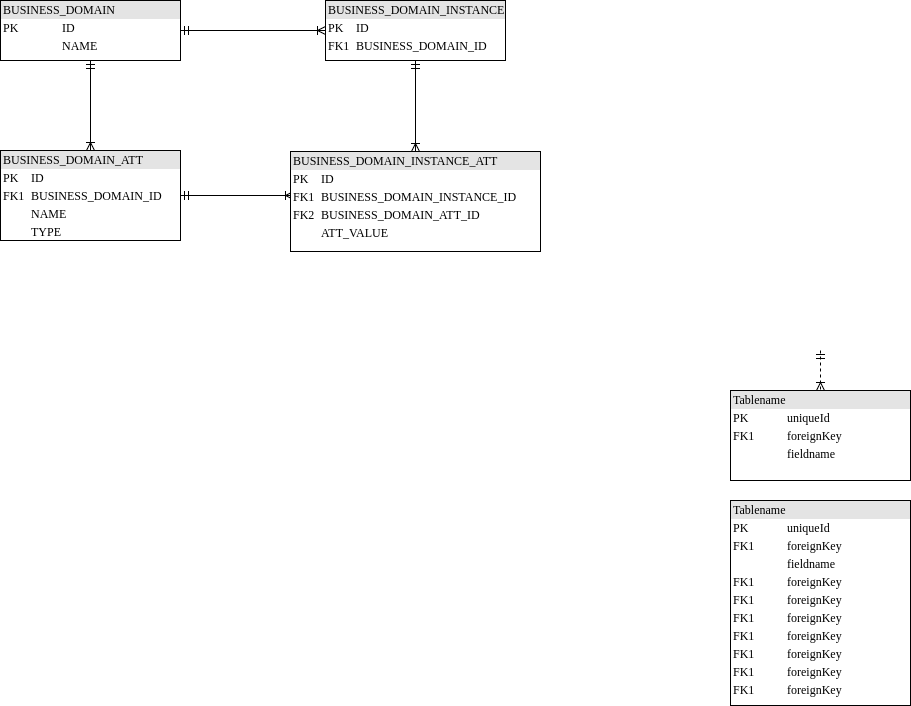 BUSINESS_DOMAIN
PK ID
NAME
BUSINESS_DOMAIN_INSTANCE
PK ID
FK1 BUSINESS_DOMAIN_ID
BUSINESS_DOMAIN_ATT
PK ID
FK1 BUSINESS_DOMAIN_ID
NAME
TYPE
BUSINESS_DOMAIN_INSTANCE_ATT
PK ID
FK1 BUSINESS_DOMAIN_INSTANCE_ID
FK2 BUSINESS_DOMAIN_ATT_ID
ATT_VALUE
Tablename
PK uniqueId
FK1 foreignKey
fieldname
Tablename
PK uniqueId
FK1 foreignKey
fieldname
FK1 foreignKey
FK1 foreignKey
FK1 foreignKey
FK1 foreignKey
FK1 foreignKey
FK1 foreignKey
FK1 foreignKey